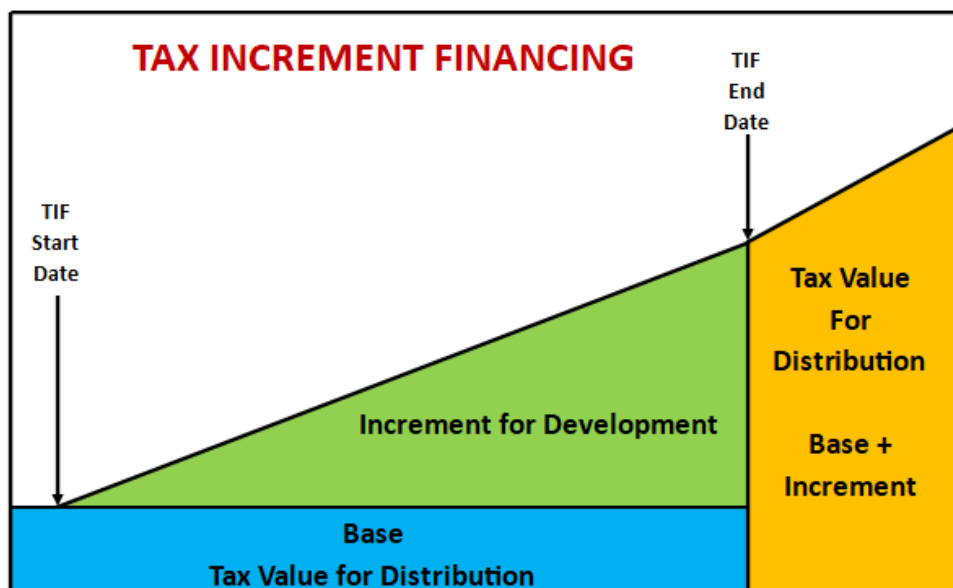 TAX INCREMENT FINANCING
TIF
End
Date
TIF
Start
Date
Tax Value
For
Distribution
Base +
Increment
Increment for Development
Base
Tax Value for Distribution